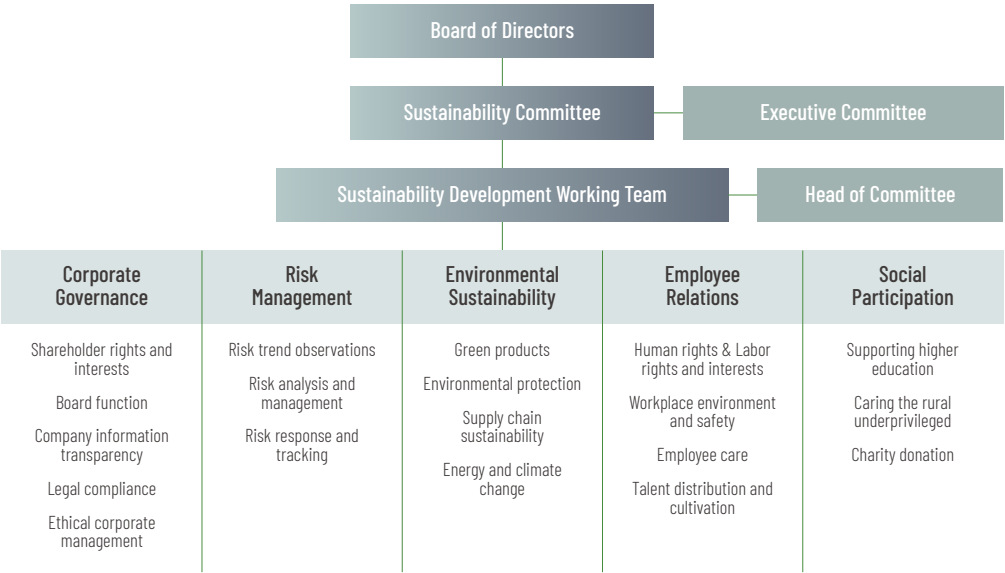 Board of Directors
Sustainability Committee
Executive Committee
Sustainability Development Working Team
Head of Committee
Corporate
Governance
Shareholder rights and
interests
Board function
Company information
transparency
Legal compliance
Ethical corporate
management
Risk
Management
Risk trend observations
Risk analysis and
management
Risk response and
tracking
Environmental
Sustainability
Green products
Environmental protection
Supply chain
sustainability
Energy and climate
change
Employee
Relations
Human rights & Labor
rights and interests
Workplace environment
and safety
Employee care
Talent distribution and
cultivation
Social
Participation
Supporting higher
education
Caring the rural
underprivileged
Charity donation